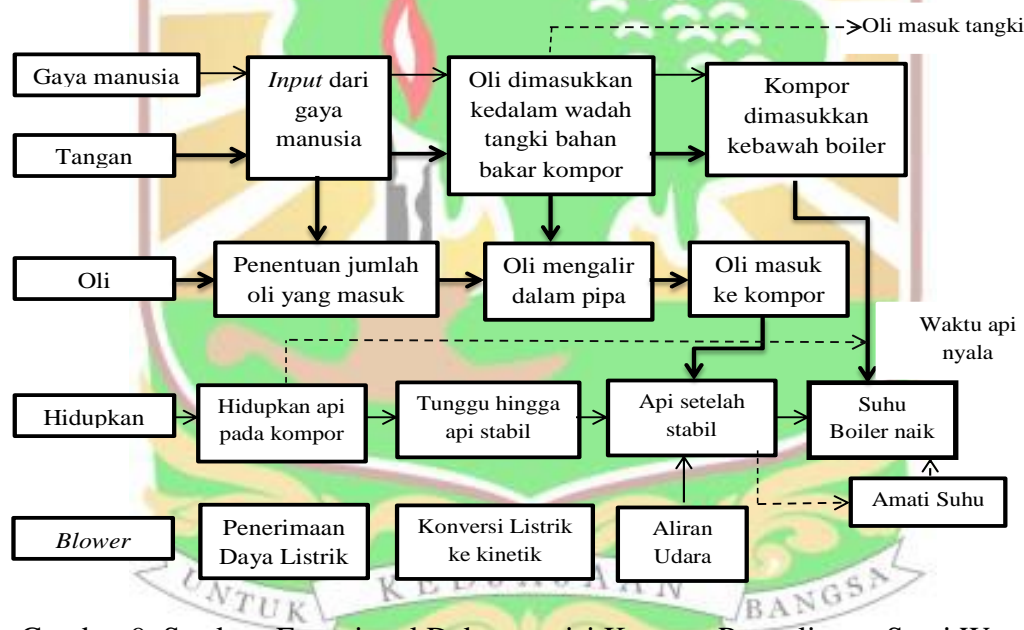 Oli masuk tangki
Gaya manusia
Input dari
gaya
manusia
Oli dimasukkan
kedalam wadah
tangki bahan
bakar kompor
Kompor
dimasukkan
kebawah boiler
Tangan
Oli
Penentuan jumlah
oli yang masuk
Oli mengalir
dalam pipa
Oli masuk
ke kompor
Waktu api
nyala
Hidupkan
Hidupkan api
pada kompor
Tunggu hingga
api stabil
Api setelah
stabil
Suhu
Boiler naik
Amati Suhu
Blower
Penerimaan
Daya Listrik
Konversi Listrik
ke kinetik
Aliran
Udara
UNTUK KEDJAJAAN BANGSA